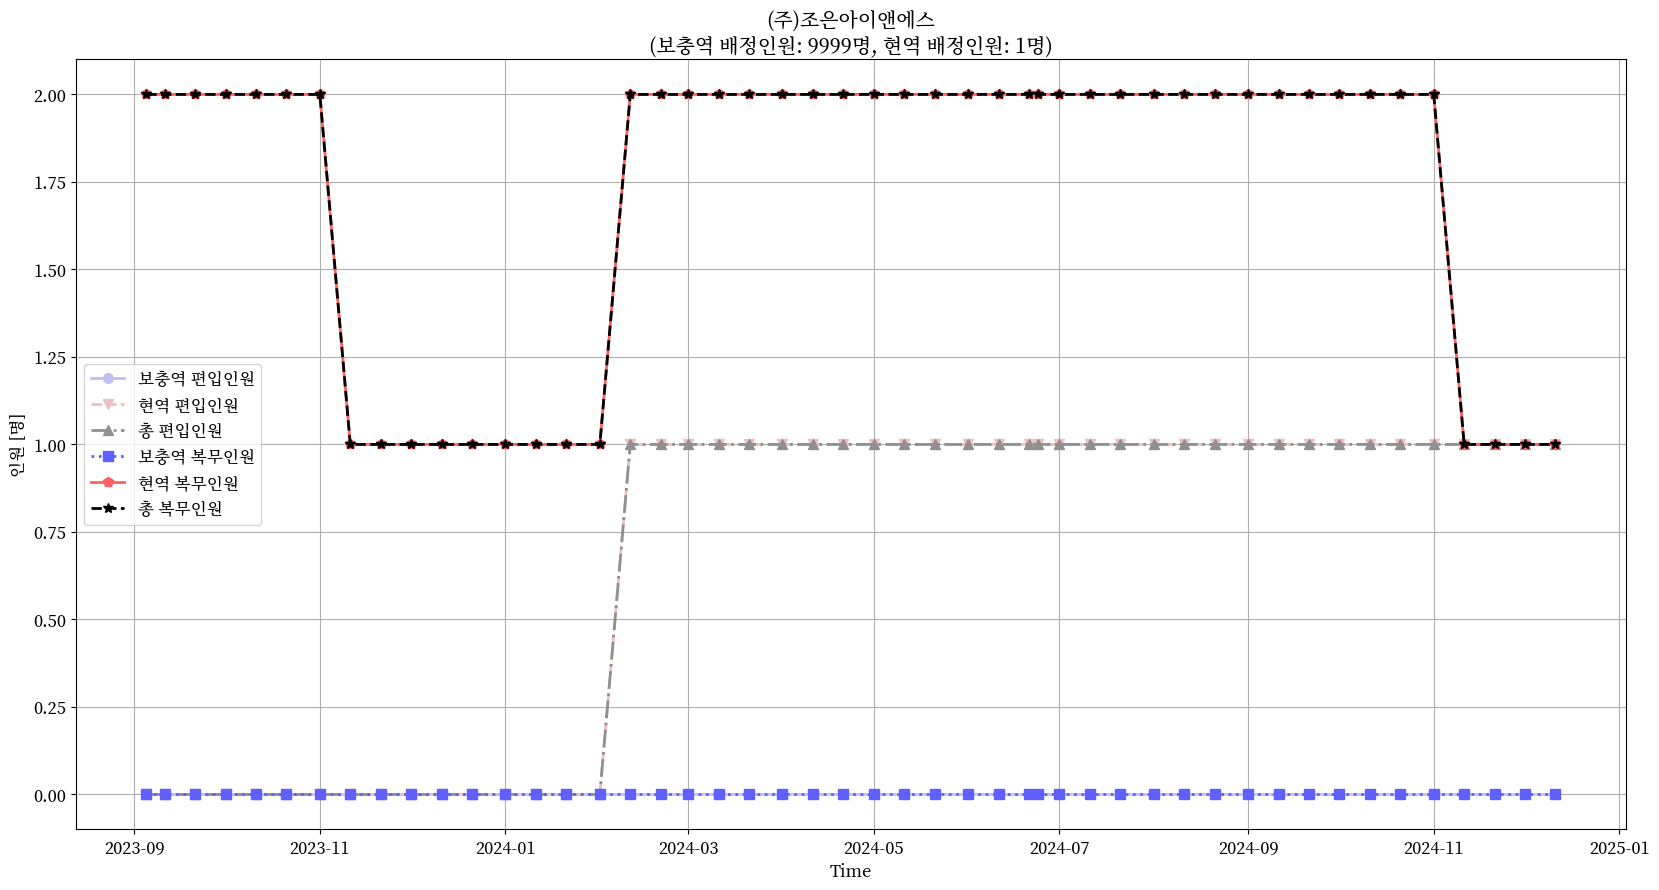 (주)조은아이앤에스
(보충역 배정인원: 9999명, 현역 배정인원: 1명)
인원 [명]
2.00
1.75
1.50
1.25
1.00
0.75
0.50
0.25
0.00
보충역 편입인원
현역 편입인원
총 편입인원
보충역 복무인원
현역 복무인원
총 복무인원
2023-09
2023-11
2024-01
2024-03
2024-05
2024-07
2024-09
2024-11
2025-01
Time